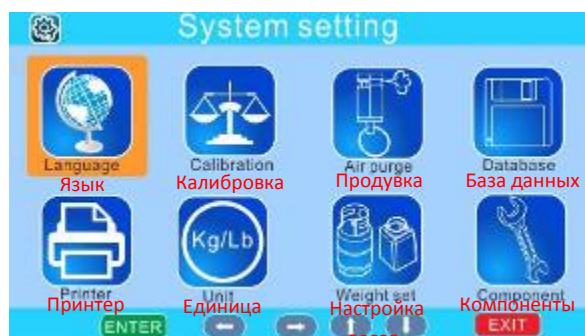 System setting
Language Calibration Air purge Database
Язык Калибровка Продувка База данных
Kg/Lb
Printer Unit Weight set Component
Принтер Единица Настройка Компоненты
ENTER EXIT